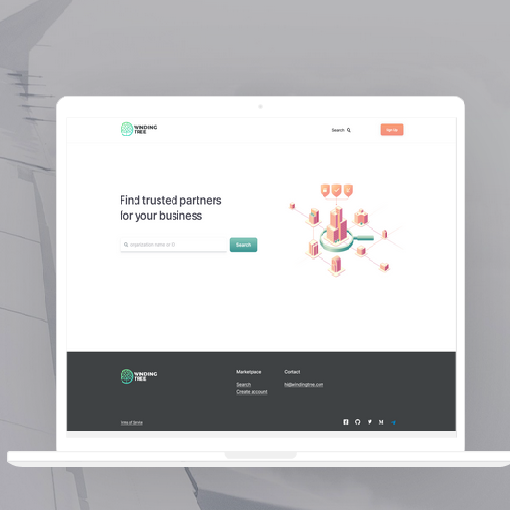 WINDING
TREE
Search
Sign Up
Find trusted partners
for your business
organization name or ID
Search
WINDING
TREE
Marketplace
Contact
Search
hi@windingtree.com
Create account
Terms of Service